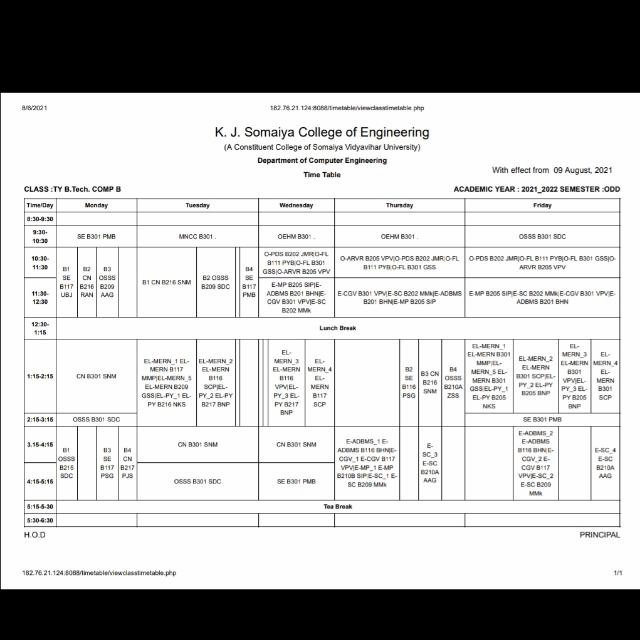 8/8/2021
182.76.21.124:8088/timetable/viewclasstimetable.php
K. J. Somaiya College of Engineering
(A Constituent College of Somaiya Vidyavihar University)
Department of Computer Engineering
Time Table
With effect from 09 August, 2021
CLASS :TY B.Tech. COMP B
ACADEMIC YEAR : 2021_2022 SEMESTER :ODD
Time/Day Monday Tuesday Wednesday Thursday Friday
8:30-9:30
9:30-
10:30
SE B301 PMB
MNCC B301 .
OEHM B301 .
OEHM B301 .
OSSS B301 SDC
10:30-
11:30
B1
SE
B117
UBJ
B2
CN
B216
RAN
B3
OSSS
B209
AAG
B1 CN B216 SNM
B2 OSSS
B209 SDC
B4
SE
B117
PMB
O-PDS B202 JMR|O-FL
B111 PYB|O-FL B301
GSS|O-ARVR B205 VPV
O-ARVR B205 VPV|O-PDS B202 JMR|O-FL
B111 PYB|O-FL B301 GSS
O-PDS B202 JMR|O-FL B111 PYB|O-FL B301 GSS|O-
ARVR B205 VPV
11:30-
12:30
E-MP B205 SIP|E-
ADBMS B201 BHN|E-
CGV B301 VPV|E-SC
B202 MMk
E-CGV B301 VPV|E-SC B202 MMk|E-ADBMS
B201 BHN|E-MP B205 SIP
E-MP B205 SIP|E-SC B202 MMk|E-CGV B301 VPV|E-
ADBMS B201 BHN
12:30-
1:15
Lunch Break
1:15-2:15
CN B301 SNM
EL-MERN_1 EL-
MERN B117
MMP|EL-MERN_5
EL-MERN B209
GSS|EL-PY_1 EL-
PY B216 NKS
EL-MERN_2
EL-MERN
B116
SCP|EL-
PY_2 EL-PY
B217 BNP
EL-
MERN_3
EL-MERN
B116
VPV|EL-
PY_3 EL-
PY B217
BNP
EL-
MERN_4
EL-
MERN
B117
SCP
B2
SE
B116
PSG
B3 CN
B216
SNM
B4
OSSS
B210A
ZSS
EL-MERN_1
EL-MERN B301
MMP|EL-
MERN_5 EL-
MERN B301
GSS|EL-PY_1
EL-PY B205
NKS
EL-MERN_2
EL-MERN
B301 SCP|EL-
PY_2 EL-PY
B205 BNP
EL-
MERN_3
EL-MERN
B301
VPV|EL-
PY_3 EL-
PY B205
BNP
EL-
MERN_4
EL-
MERN
B301
SCP
2:15-3:15
OSSS B301 SDC
SE B301 PMB
3.15-4:15
B1
OSSS
B216
SDC
B3
SE
B117
PSG
B4
CN
B217
PJS
CN B301 SNM
CN B301 SNM
E-ADBMS_1 E-
ADBMS B116 BHN|E-
CGV_1 E-CGV B117
VPV|E-MP_1 E-MP
B210B SIP|E-SC_1 E-
SC B209 MMk
E-
SC_3
E-SC
B210A
AAG
E-ADBMS_2
E-ADBMS
B116 BHN|E-
CGV_2 E-
CGV B117
VPV|E-SC_2
E-SC B209
MMk
E-SC_4
E-SC
B210A
AAG
4:15-5:15
OSSS B301 SDC
SE B301 PMB
5:15-5:30
Tea Break
5:30-6:30
H.O.D
PRINCIPAL
182.76.21.124:8088/timetable/viewclasstimetable.php
1/1